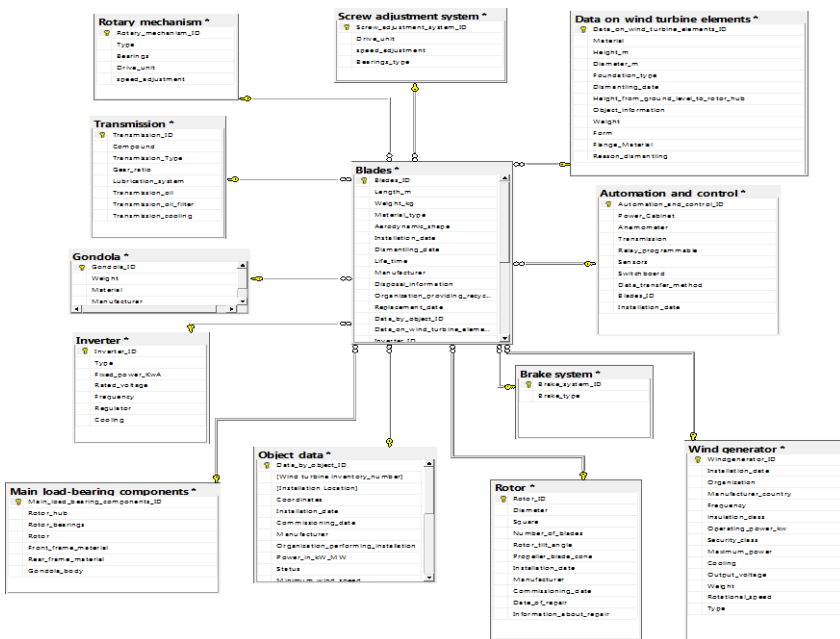 Rotary mechanism *
Rotary_mechanism_ID
Type
Bearings
Drive_unit
speed_adjustment
Screw adjustment system *
Screw_adjustment_system_ID
Drive_unit
speed_adjustment
Bearings_type
Data on wind turbine elements *
Data_on_wind_turbine_elements_ID
Material
Height_m
Diameter_m
Foundation_type
Dismantling_date
Height_from_ground_level_to_rotor_hub
Object_information
Weight
Form
Flange_Material
Reason_dismantling
Transmission *
Transmission_ID
Compound
Transmission_Type
Gear_ratio
Lubrication_system
Transmission_oil
Transmission_oil_filter
Transmission_cooling
Blades *
Blades_ID
Length_m
Weight_kg
Material_type
Aerodynamic_shape
Installation_date
Dismantling_date
Life_time
Manufacturer
Disposal_information
Organisation_providing_recyc...
Replacement_date
Data_by_object_ID
Data_on_wind_turbine_eleme...
Inverter_ID
Automation and control *
Automation_and_control_ID
Power_Cabinet
Anemometer
Transmission
Relay_programmable
Sensors
Switchboard
Data_transfer_method
Blades_ID
Installation_date
Gondola *
Gondola_ID
Weight
Material
Manufacturer
Inverter *
Inverter_ID
Type
Fixed_power_KwA
Rated_voltage
Frequency
Regulator
Cooling
Brake system *
Brake_system_ID
Brake_type
Main load-bearing components *
Main_load_bearing_components_ID
Rotor_hub
Rotor_bearings
Rotor
Front_frame_material
Rear_frame_material
Gondola_body
Object data *
Data_by_object_ID
[Wind turbine inventory_number]
[Installation Location]
Coordinates
Installation_date
Commissioning_date
Manufacturer
Organisation_performing_installation
Power_in_kW_MW
Status
Minimum_wind_speed
Rotor *
Rotor_ID
Diameter
Square
Number_of_blades
Rotor_tilt_angle
Propeller_blade_cone
Installation_date
Manufacturer
Commissioning_date
Date_of_repair
Information_about_repair
Wind generator *
Windgenerator_ID
Installation_date
Organisation
Manufacturer_country
Frequency
Insulation_class
Operating_power_kw
Security_class
Maximum_power
Cooling
Output_voltage
Weight
Rotational_speed
Type